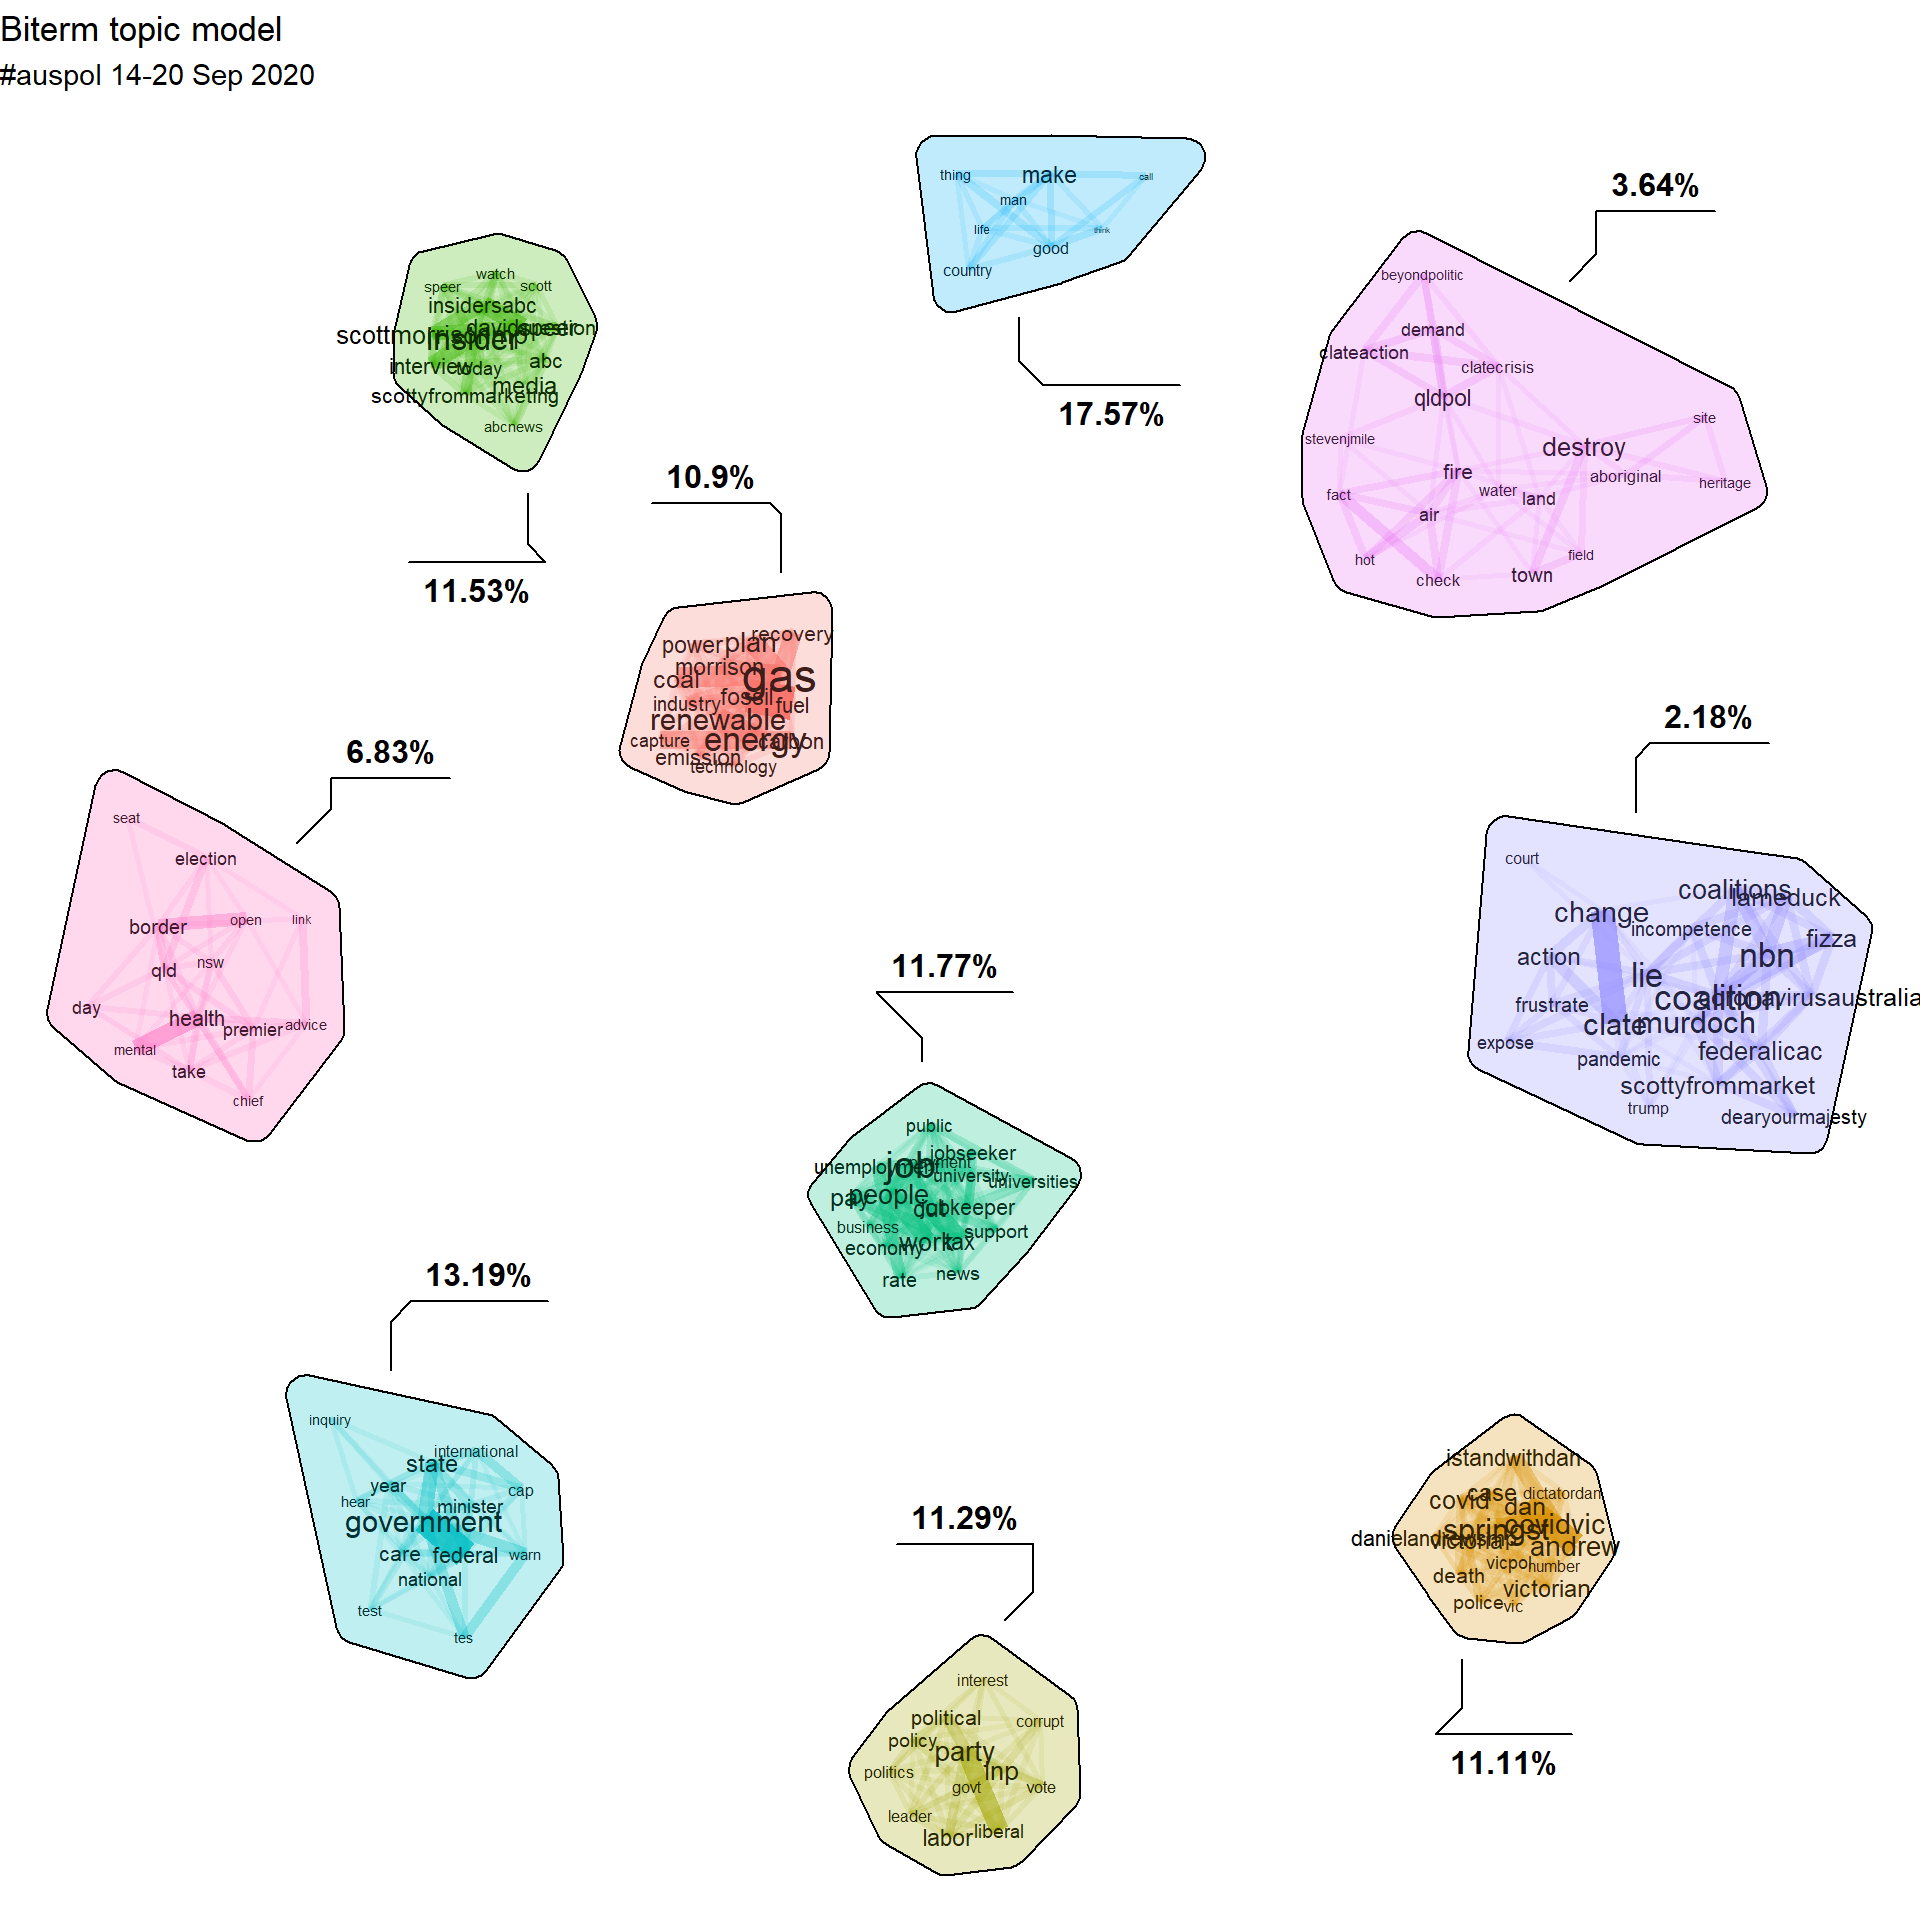 Biterm topic model
#auspol 14-20 Sep 2020
thing
make
call
man
life
think
good
country
17.57%
3.64%
beyondpolitic
demand
clateaction
clatecrisis
qldpol
stevenjmile
destroy
site
fire
aboriginal
heritage
fact
water
land
air
hot
field
check
town
watch
speer
scott
insidersabc
davidspeer
question
scottmorrisonmp
insider
interview
today
abc
media
scottyfrommarketing
abcnews
11.53%
10.9%
recovery
power
plan
morrison
coal
gas
industry
fossil
fuel
renewable
capture
energy
carbon
emission
technology
6.83%
seat
election
border
open
link
qld
nsw
day
health
premier
advice
mental
take
chief
2.18%
court
coalitions
lameduck
change
incompetence
fizza
action
nbn
lie
frustrate
coalition
coronavirusaustralia
clate
murdoch
expose
pandemic
federalicac
scottyfrommarket
trump
dearyourmajesty
11.77%
public
jobseeker
unemployment
job
payment
university
universities
pay
people
cut
jobkeeper
business
support
economy
work
tax
rate
news
13.19%
inquiry
international
state
year
cap
hear
minister
government
care
federal
warn
national
test
tes
11.29%
interest
political
corrupt
policy
party
politics
lnp
govt
vote
leader
labor
liberal
istandwithdan
case
dictatordan
covid
dan
springst
covidvic
danielandrewsmp
victoria
andrew
vicpol
number
death
victorian
police
vic
11.11%